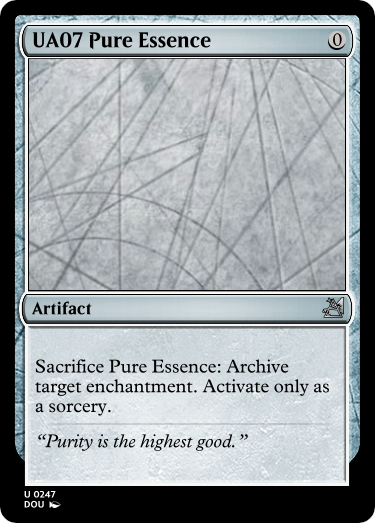 UA07 Pure Essence
0
Artifact
Sacrifice Pure Essence: Archive
target enchantment. Activate only as
a sorcery.
“Purity is the highest good.”
U 0247
DOU